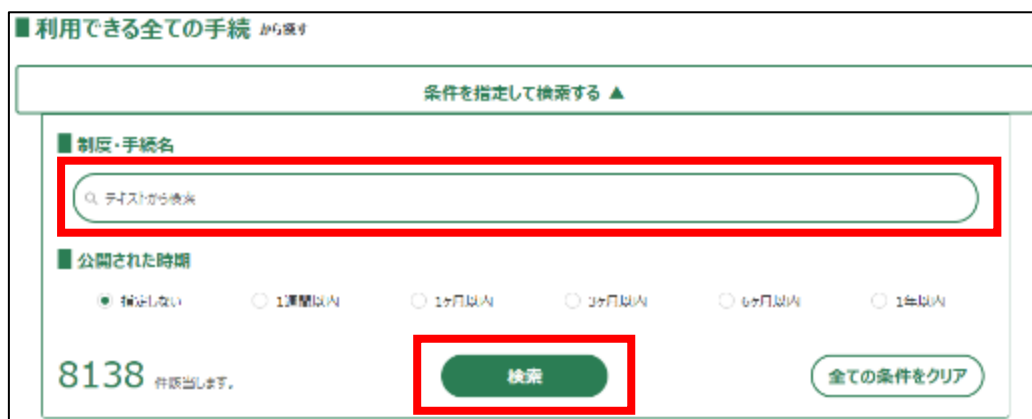 ■利用できる全ての手続 から探す
条件を指定して検索する ▲
制度・手続名
テキストから検索
公開された時期
指定しない 1週間以内 1ヶ月以内 3ヶ月以内 6ヶ月以内 1年以内
8138 件該当します。 検索 全ての条件をクリア